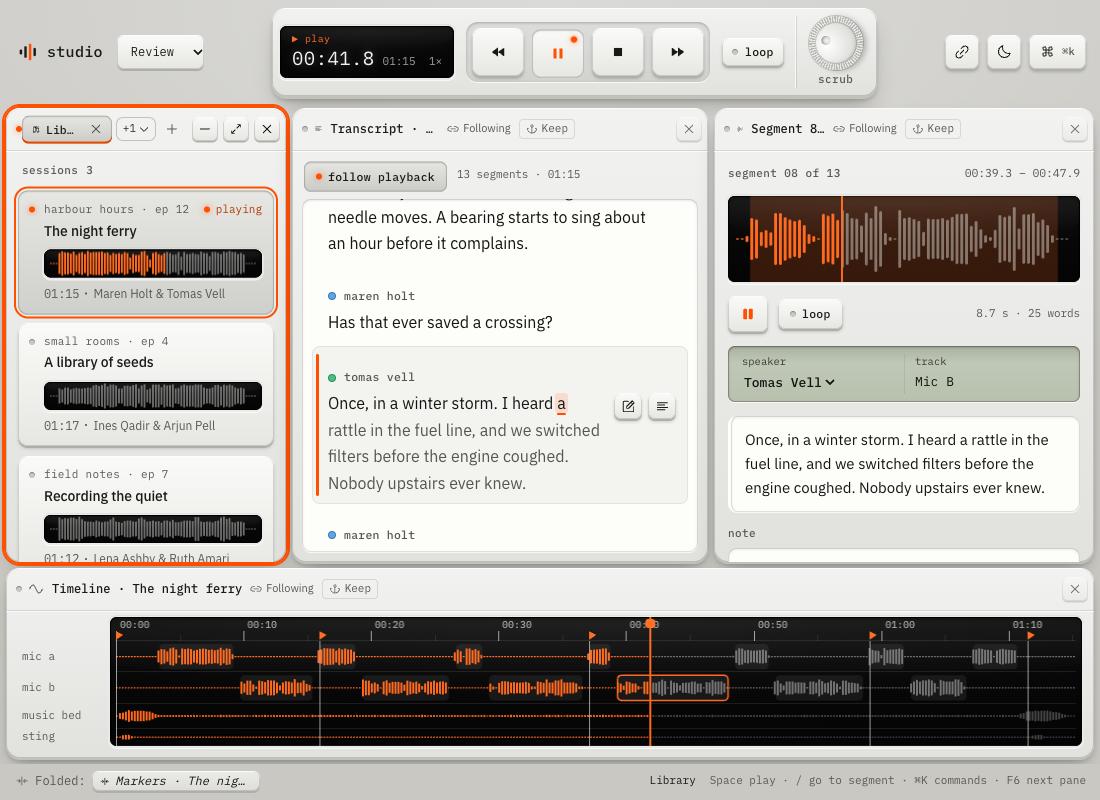 studio
Review
play
00:41.8 01:15 1×
loop
scrub
⌘ ⌘k
Lib…
+1
Transcript · …
Following
Keep
Segment 8…
Following
Keep
sessions 3
harbour hours · ep 12
playing
The night ferry
01:15 · Maren Holt & Tomas Vell
small rooms · ep 4
A library of seeds
01:17 · Ines Qadir & Arjun Pell
field notes · ep 7
Recording the quiet
01:12 · Lena Ashby & Ruth Amari
follow playback
13 segments · 01:15
needle moves. A bearing starts to sing about
an hour before it complains.
maren holt
Has that ever saved a crossing?
tomas vell
Once, in a winter storm. I heard a
rattle in the fuel line, and we switched
filters before the engine coughed.
Nobody upstairs ever knew.
maren holt
segment 08 of 13
00:39.3 – 00:47.9
loop
8.7 s · 25 words
speaker
Tomas Vell
track
Mic B
Once, in a winter storm. I heard a rattle in the
fuel line, and we switched filters before the
engine coughed. Nobody upstairs ever knew.
note
Timeline · The night ferry
Following
Keep
00:00 00:10 00:20 00:30 00:50 01:00 01:10
mic a
mic b
music bed
sting
Folded:
Markers · The nig…
Library Space play · / go to segment · ⌘K commands · F6 next pane